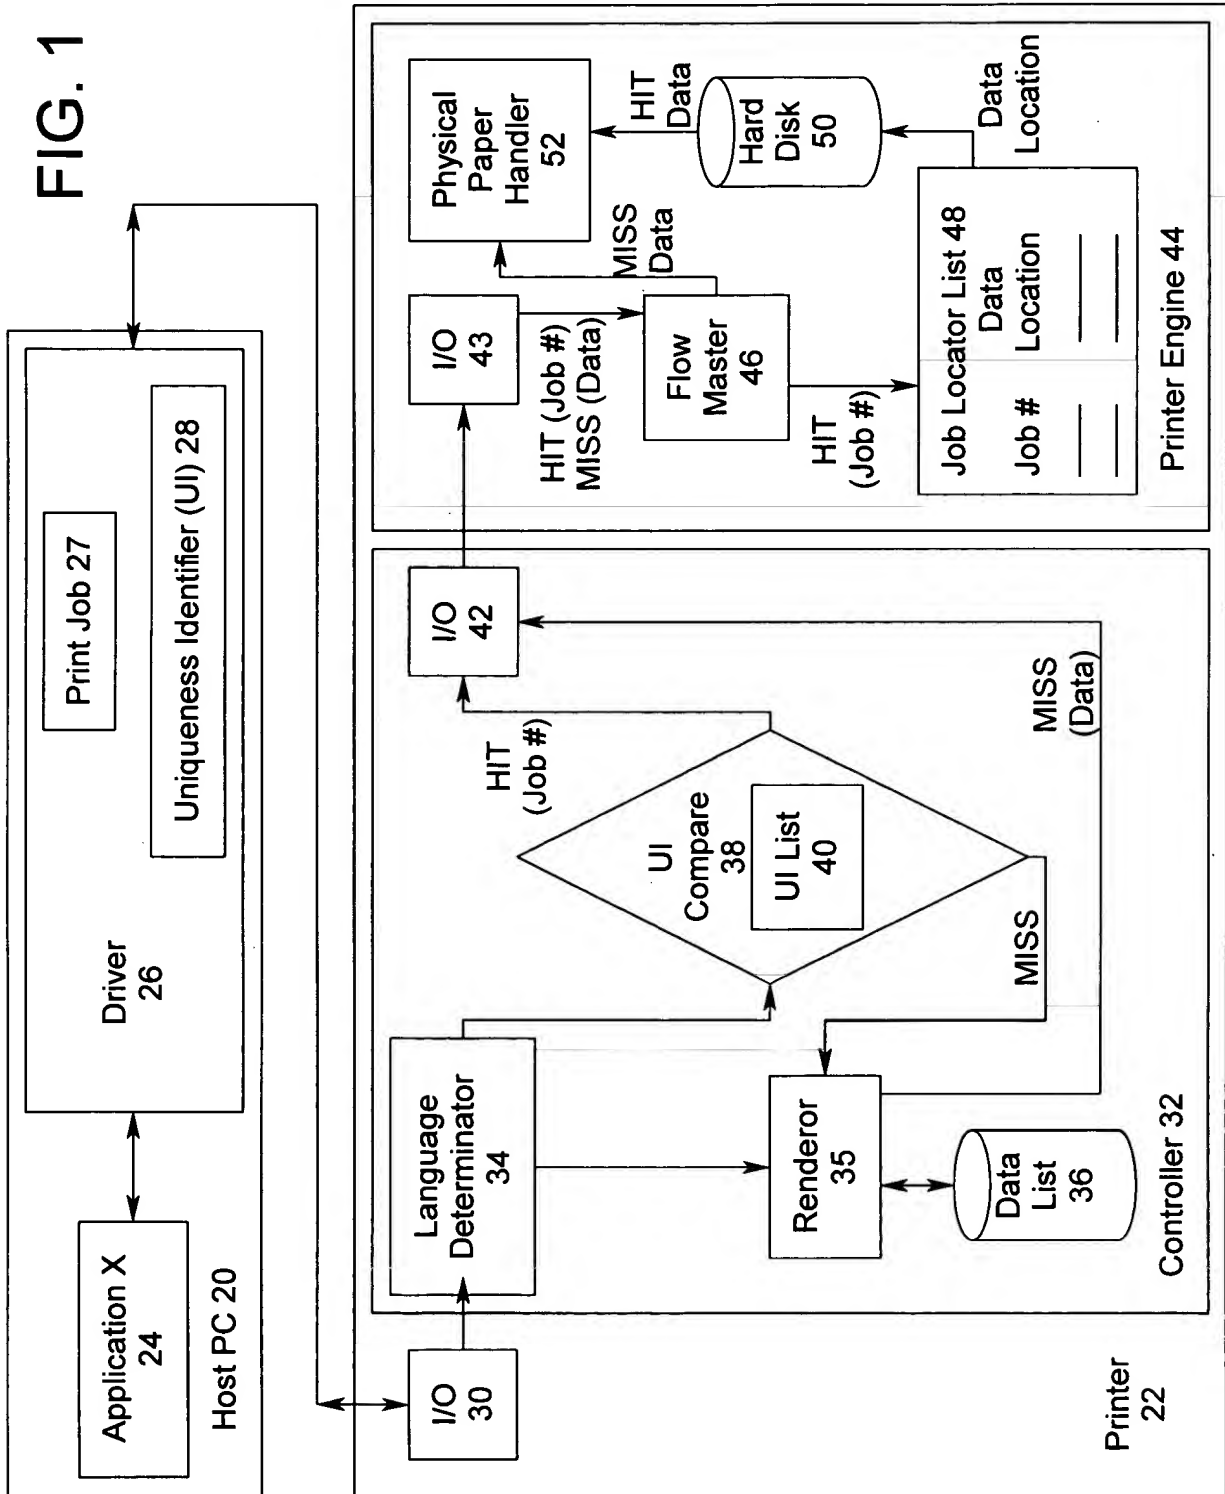 FIG. 1
Application X
24
Driver
26
Print Job 27
Uniqueness Identifier (UI) 28
Host PC 20
I/O
30
Printer
22
Language
Determinator
34
Renderor
35
Data
List
36
UI
Compare
38
UI List
40
HIT
(Job #)
MISS
MISS
(Data)
I/O
42
Controller 32
I/O
43
HIT (Job #)
MISS (Data)
Flow
Master
46
MISS
Data
HIT
(Job #)
Physical
Paper
Handler
52
HIT
Data
Hard
Disk
50
Data
Location
Job Locator List 48
Job #
Data
Location
Printer Engine 44